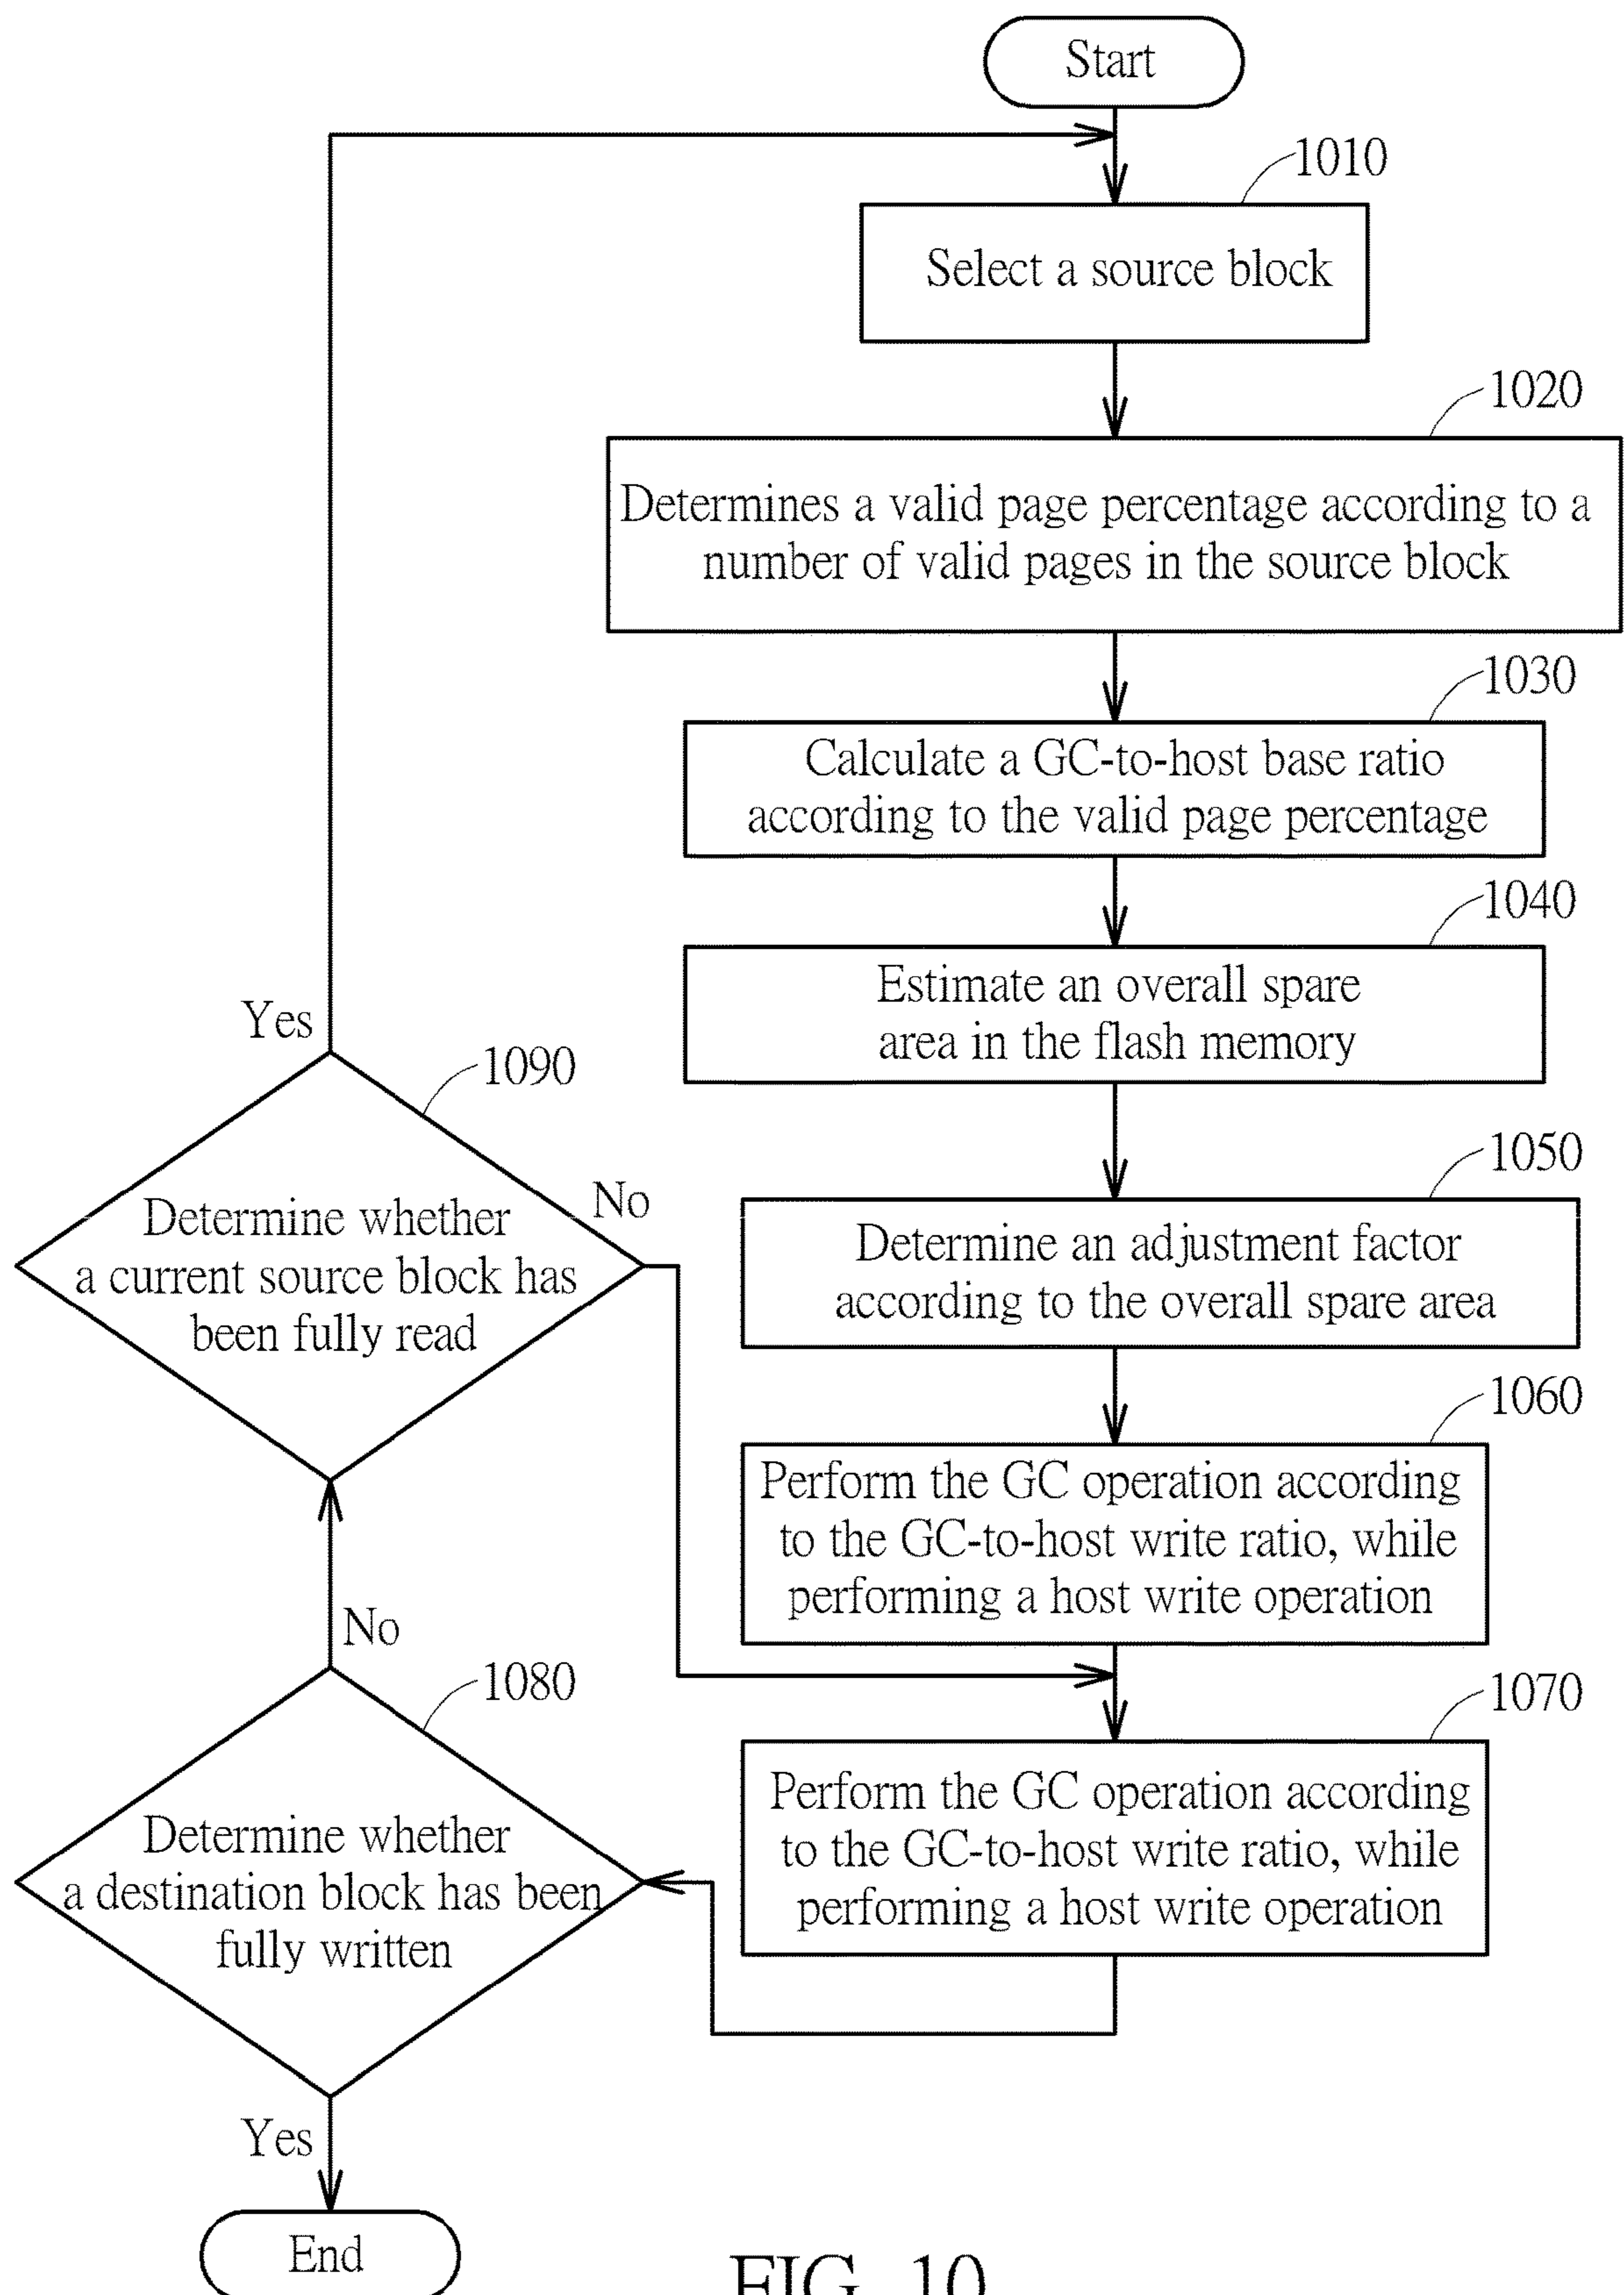 Start
1010
Select a source block
1020
Determines a valid page percentage according to a
number of valid pages in the source block
1030
Calculate a GC-to-host base ratio
according to the valid page percentage
1040
Estimate an overall spare
area in the flash memory
Yes
1090
Determine whether
a current source block has
been fully read
No
1050
Determine an adjustment factor
according to the overall spare area
1060
Perform the GC operation according
to the GC-to-host write ratio, while
performing a host write operation
No
1080
Determine whether
a destination block has been
fully written
1070
Perform the GC operation according
to the GC-to-host write ratio, while
performing a host write operation
Yes
End
FIG. 10